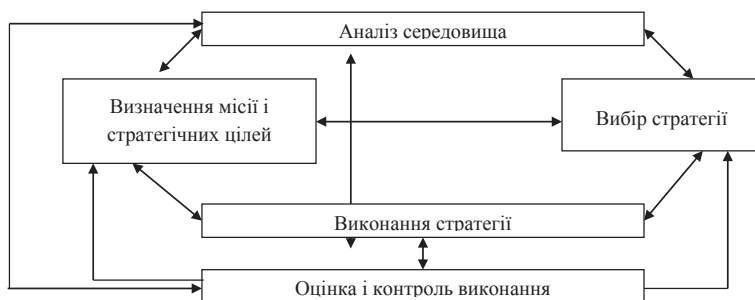 Аналіз середовища
Визначення місії і
стратегічних цілей
Вибір стратегії
Виконання стратегії
Оцінка і контроль виконання